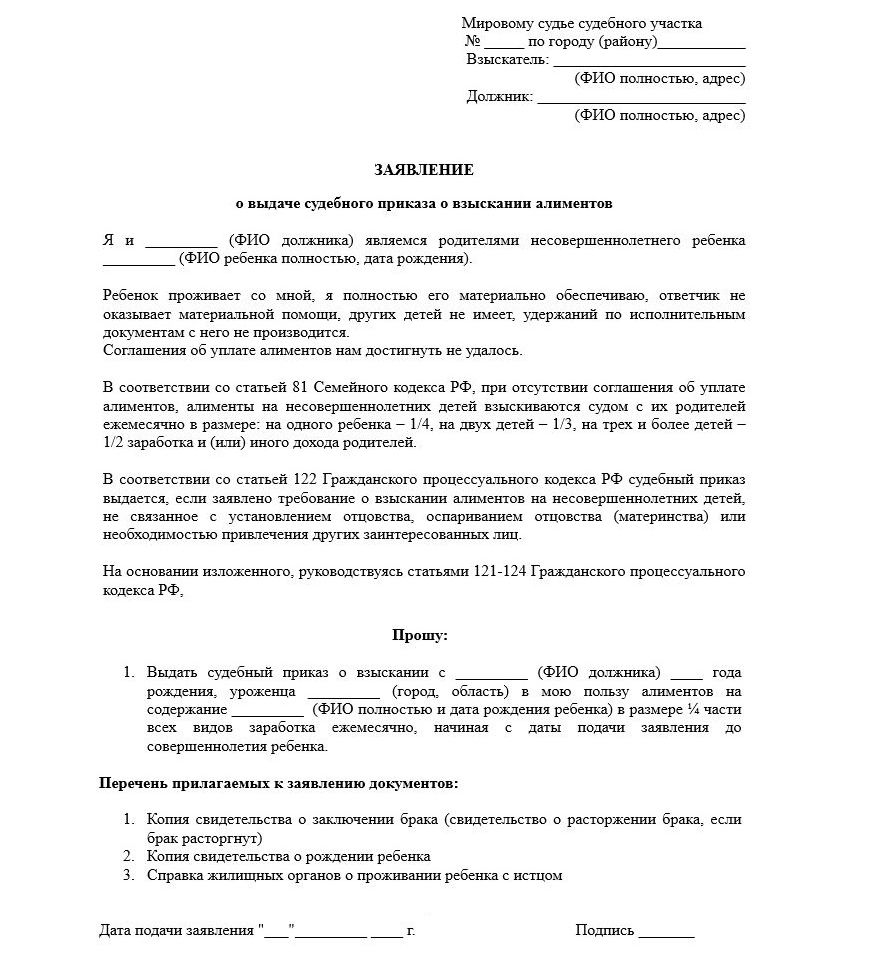 Мировому судье судебного участка
№ _____ по городу (району)___________
Взыскатель: ________________________
(ФИО полностью, адрес)
Должник: __________________________
(ФИО полностью, адрес)
ЗАЯВЛЕНИЕ
о выдаче судебного приказа о взыскании алиментов
Я и _________ (ФИО должника) являемся родителями несовершеннолетнего ребенка
_________ (ФИО ребенка полностью, дата рождения).
Ребенок проживает со мной, я полностью его материально обеспечиваю, ответчик не
оказывает материальной помощи, других детей не имеет, удержаний по исполнительным
документам с него не производится.
Соглашения об уплате алиментов нам достигнуть не удалось.
В соответствии со статьей 81 Семейного кодекса РФ, при отсутствии соглашения об уплате
алиментов, алименты на несовершеннолетних детей взыскиваются судом с их родителей
ежемесячно в размере: на одного ребенка – 1/4, на двух детей – 1/3, на трех и более детей –
1/2 заработка и (или) иного дохода родителей.
В соответствии со статьей 122 Гражданского процессуального кодекса РФ судебный приказ
выдается, если заявлено требование о взыскании алиментов на несовершеннолетних детей,
не связанное с установлением отцовства, оспариванием отцовства (материнства) или
необходимостью привлечения других заинтересованных лиц.
На основании изложенного, руководствуясь статьями 121-124 Гражданского процессуального
кодекса РФ,
Прошу:
1. Выдать судебный приказ о взыскании с _________ (ФИО должника) ____ года
рождения, уроженца _________ (город, область) в мою пользу алиментов на
содержание _________ (ФИО полностью и дата рождения ребенка) в размере ¼ части
всех видов заработка ежемесячно, начиная с даты подачи заявления до
совершеннолетия ребенка.
Перечень прилагаемых к заявлению документов:
1. Копия свидетельства о заключении брака (свидетельство о расторжении брака, если
брак расторгнут)
2. Копия свидетельства о рождении ребенка
3. Справка жилищных органов о проживании ребенка с истцом
Дата подачи заявления "___"_________ ____ г. Подпись _______